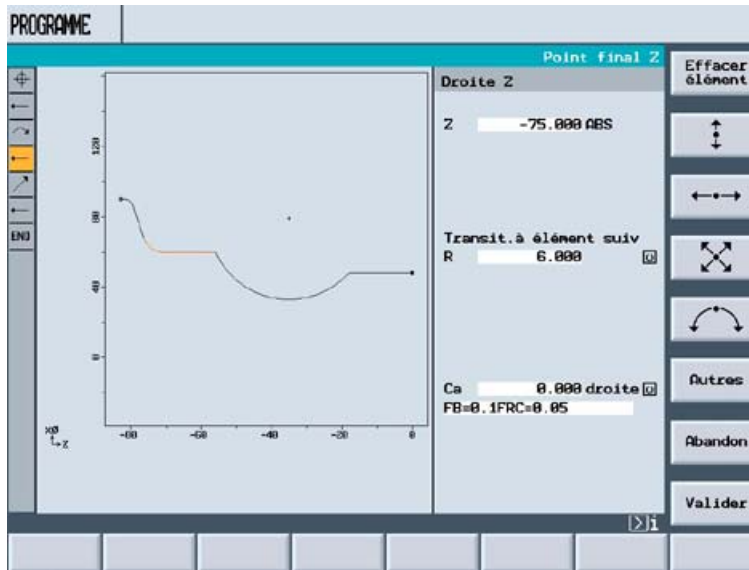 PROGRAMME
Point final Z
Effacer
élément
Droite Z
Z -75.000 ABS
Transit.à élément suiv
R 6.000 U
Ca 0.000 droite U
FB=0.1FRC=0.05
END
120
80
40
0
-80 -60 -40 -20 0
XØ
Z
Autres
Abandon
Valider
i